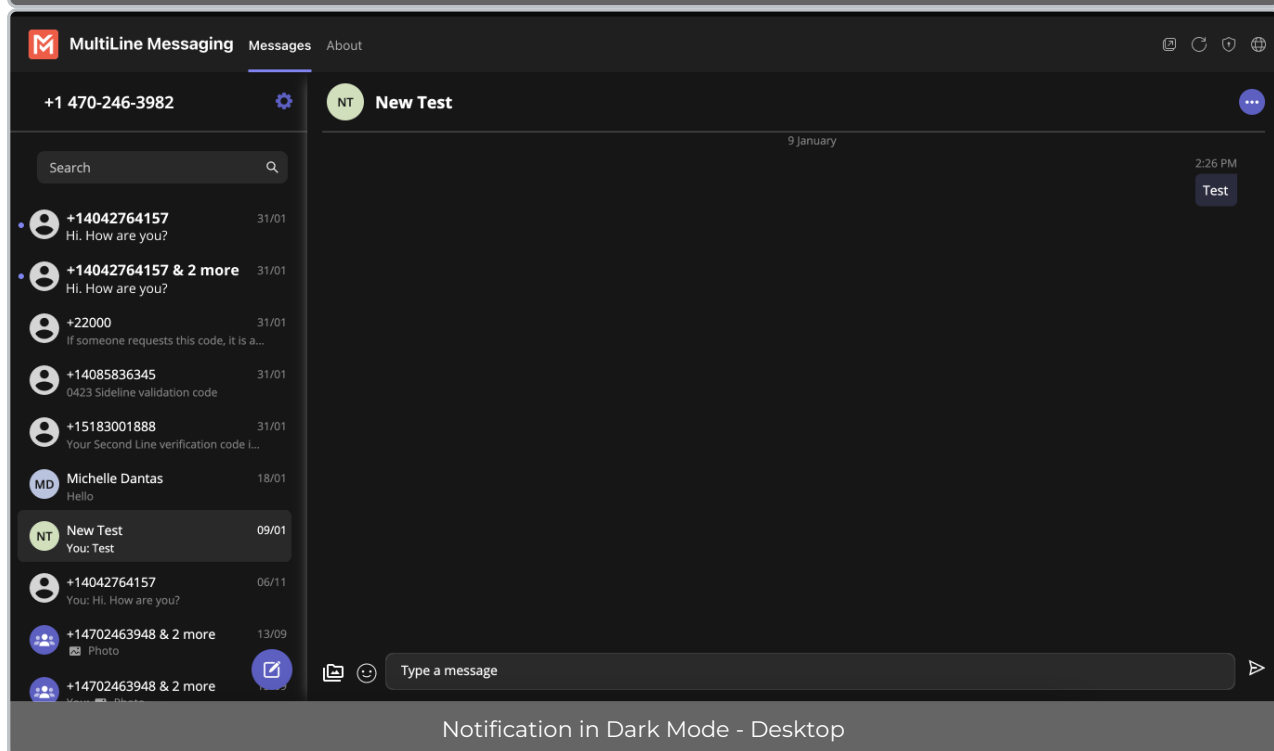 MultiLine Messaging Messages About
+1 470-246-3982
NT New Test
9 January
Search
2:26 PM
Test
+14042764157 31/01
Hi. How are you?
+14042764157 & 2 more 31/01
Hi. How are you?
+22000 31/01
If someone requests this code, it is a...
+14085836345 31/01
0423 Sideline validation code
+15183001888 31/01
Your Second Line verification code i...
MD Michelle Dantas 18/01
Hello
NT New Test 09/01
You: Test
+14042764157 06/11
You: Hi. How are you?
+14702463948 & 2 more 13/09
Photo
+14702463948 & 2 more
You: Photo
Type a message
Notification in Dark Mode - Desktop